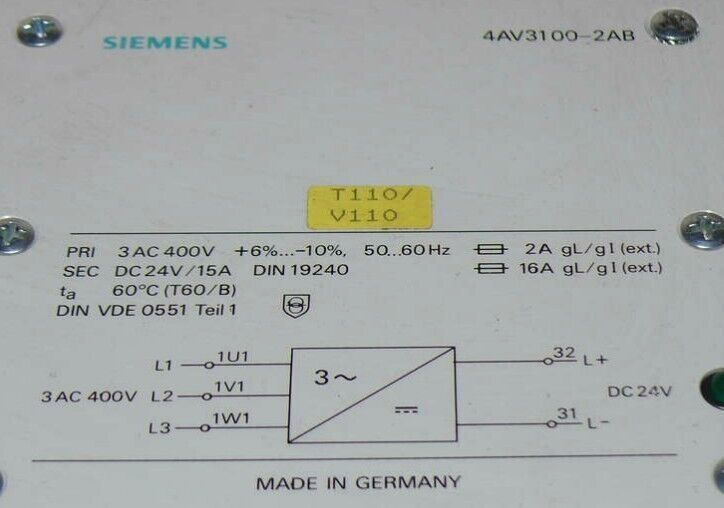 SIEMENS 4AV3100-2AB
T110/
V110
PRI 3 AC 400V +6%...-10%, 50...60Hz 2A gL/gl (ext.)
SEC DC 24V/15A DIN 19240 16A gL/gl (ext.)
ta 60°C (T60/B)
DIN VDE 0551 Teil 1
L1 1U1 3~ 32 L+
3 AC 400V L2 1V1 DC 24V
L3 1W1 31 L-
MADE IN GERMANY